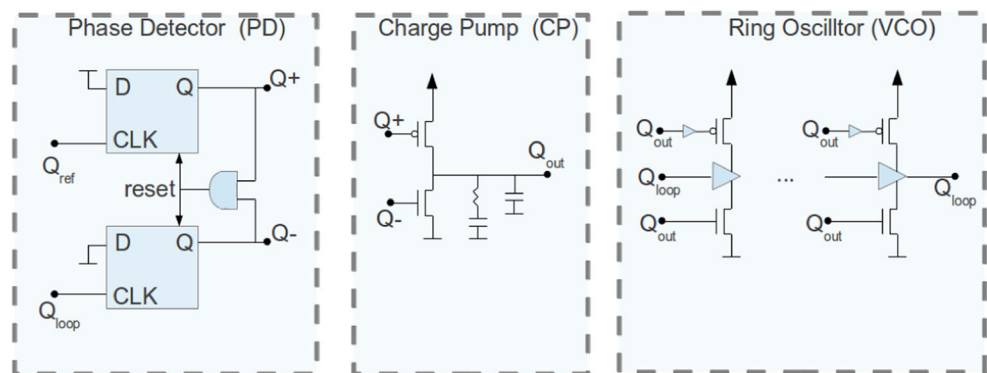 Phase Detector (PD)
D
Q
Q+
CLK
Qref
reset
D
Q
Q-
CLK
Qloop
Charge Pump (CP)
Q+
Qout
Q-
Ring Oscilltor (VCO)
Qout
Qout
Qloop
...
Qloop
Qout
Qout